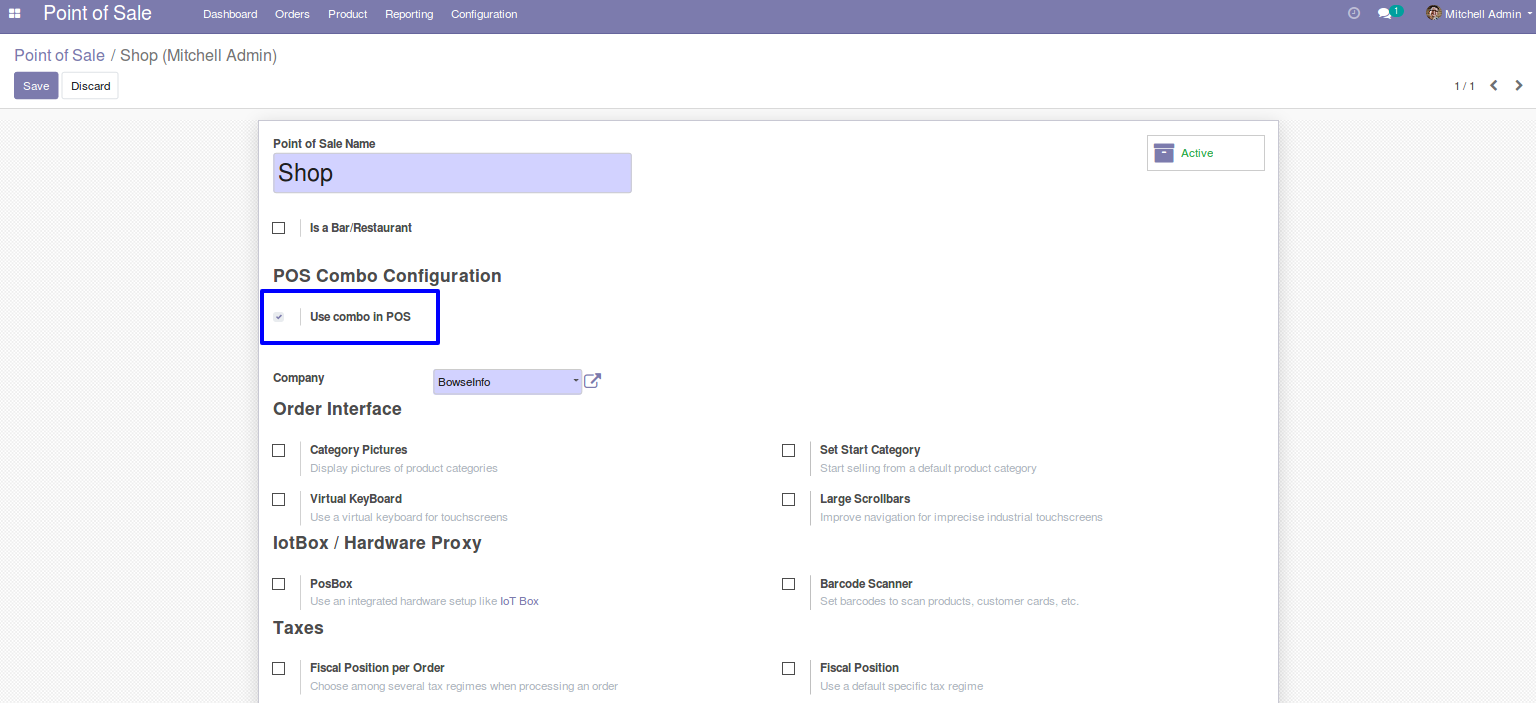 Point of Sale Dashboard Orders Product Reporting Configuration 1 Mitchell Admin
Point of Sale / Shop (Mitchell Admin)
Save Discard 1 / 1
Point of Sale Name
Active
Shop
Is a Bar/Restaurant
POS Combo Configuration
Use combo in POS
Company BowseInfo
Order Interface
Category Pictures Set Start Category
Display pictures of product categories Start selling from a default product category
Virtual KeyBoard Large Scrollbars
Use a virtual keyboard for touchscreens Improve navigation for imprecise industrial touchscreens
IotBox / Hardware Proxy
PosBox Barcode Scanner
Use an integrated hardware setup like IoT Box Set barcodes to scan products, customer cards, etc.
Taxes
Fiscal Position per Order Fiscal Position
Choose among several tax regimes when processing an order Use a default specific tax regime